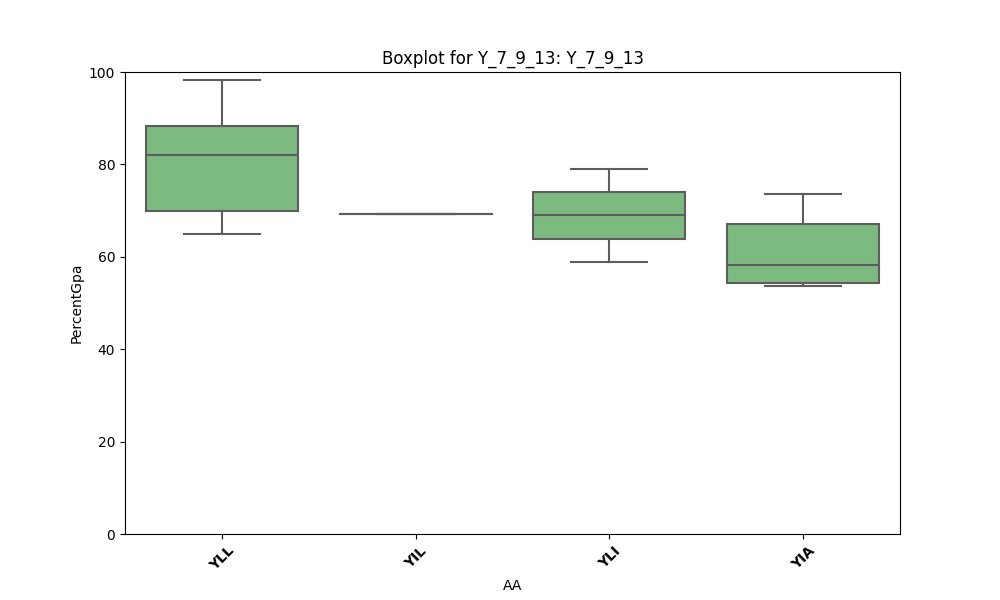 Boxplot for Y_7_9_13: Y_7_9_13
100
80
60
40
20
0
PercentGpa
YLL
YIL
YLI
YIA
AA